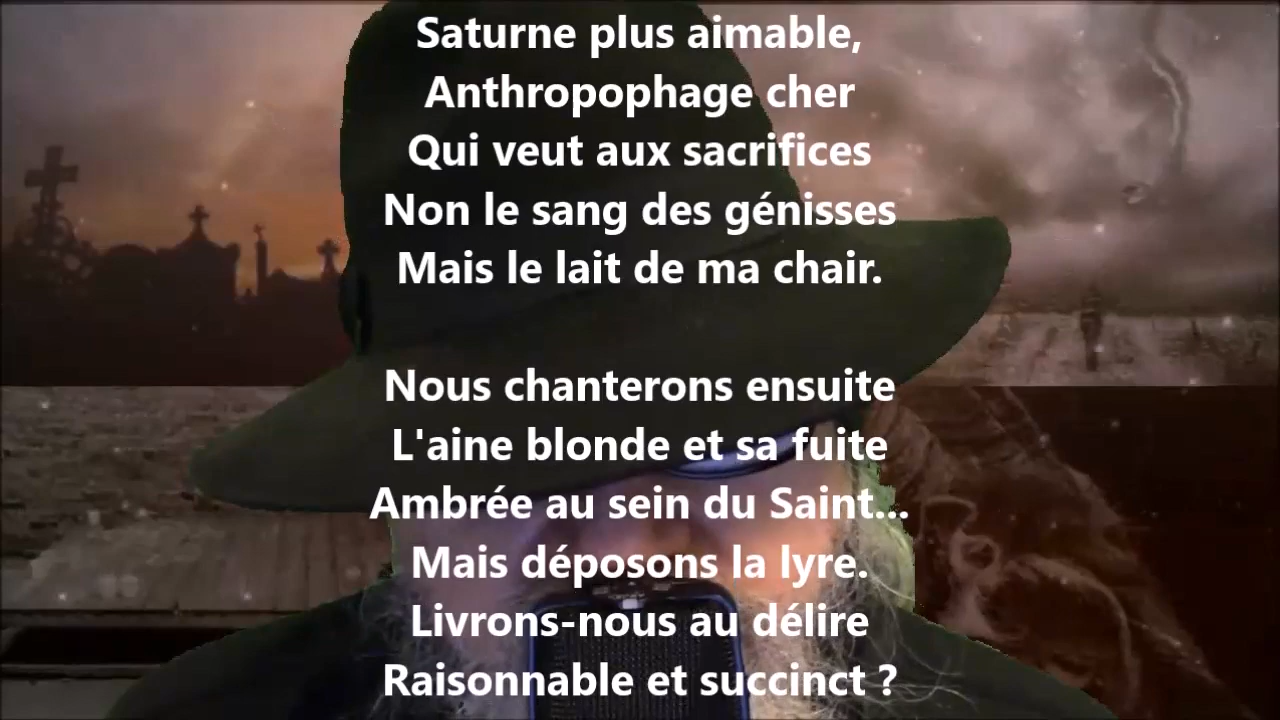 Saturne plus aimable,
Anthropophage cher
Qui veut aux sacrifices
Non le sang des génisses
Mais le lait de ma chair.
Nous chanterons ensuite
L'aine blonde et sa fuite
Ambrée au sein du Saint...
Mais déposons la lyre.
Livrons-nous au délire
Raisonnable et succinct ?